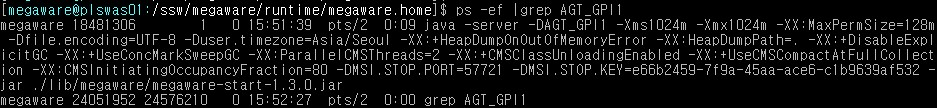 [megaware@plswas01:/ssw/megaware/runtime/megaware.home]$ ps -ef |grep AGT_GPI1
megaware 18481306        1   0 15:51:39  pts/2  0:09 java -server -DAGT_GPI1 -Xms1024m -Xmx1024m -XX:MaxPermSize=128m
 -Dfile.encoding=UTF-8 -Duser.timezone=Asia/Seoul -XX:+HeapDumpOnOutOfMemoryError -XX:HeapDumpPath=. -XX:+DisableExpl
icitGC -XX:+UseConcMarkSweepGC -XX:ParallelCMSThreads=2 -XX:+CMSClassUnloadingEnabled -XX:+UseCMSCompactAtFullCollect
ion -XX:CMSInitiatingOccupancyFraction=80 -DMSI.STOP.PORT=57721 -DMSI.STOP.KEY=e66b2459-7f9a-45aa-ace6-c1b9639af532 -
jar ./lib/megaware/megaware-start-1.3.0.jar
megaware 24051952 24576210   0 15:52:27  pts/2  0:00 grep AGT_GPI1